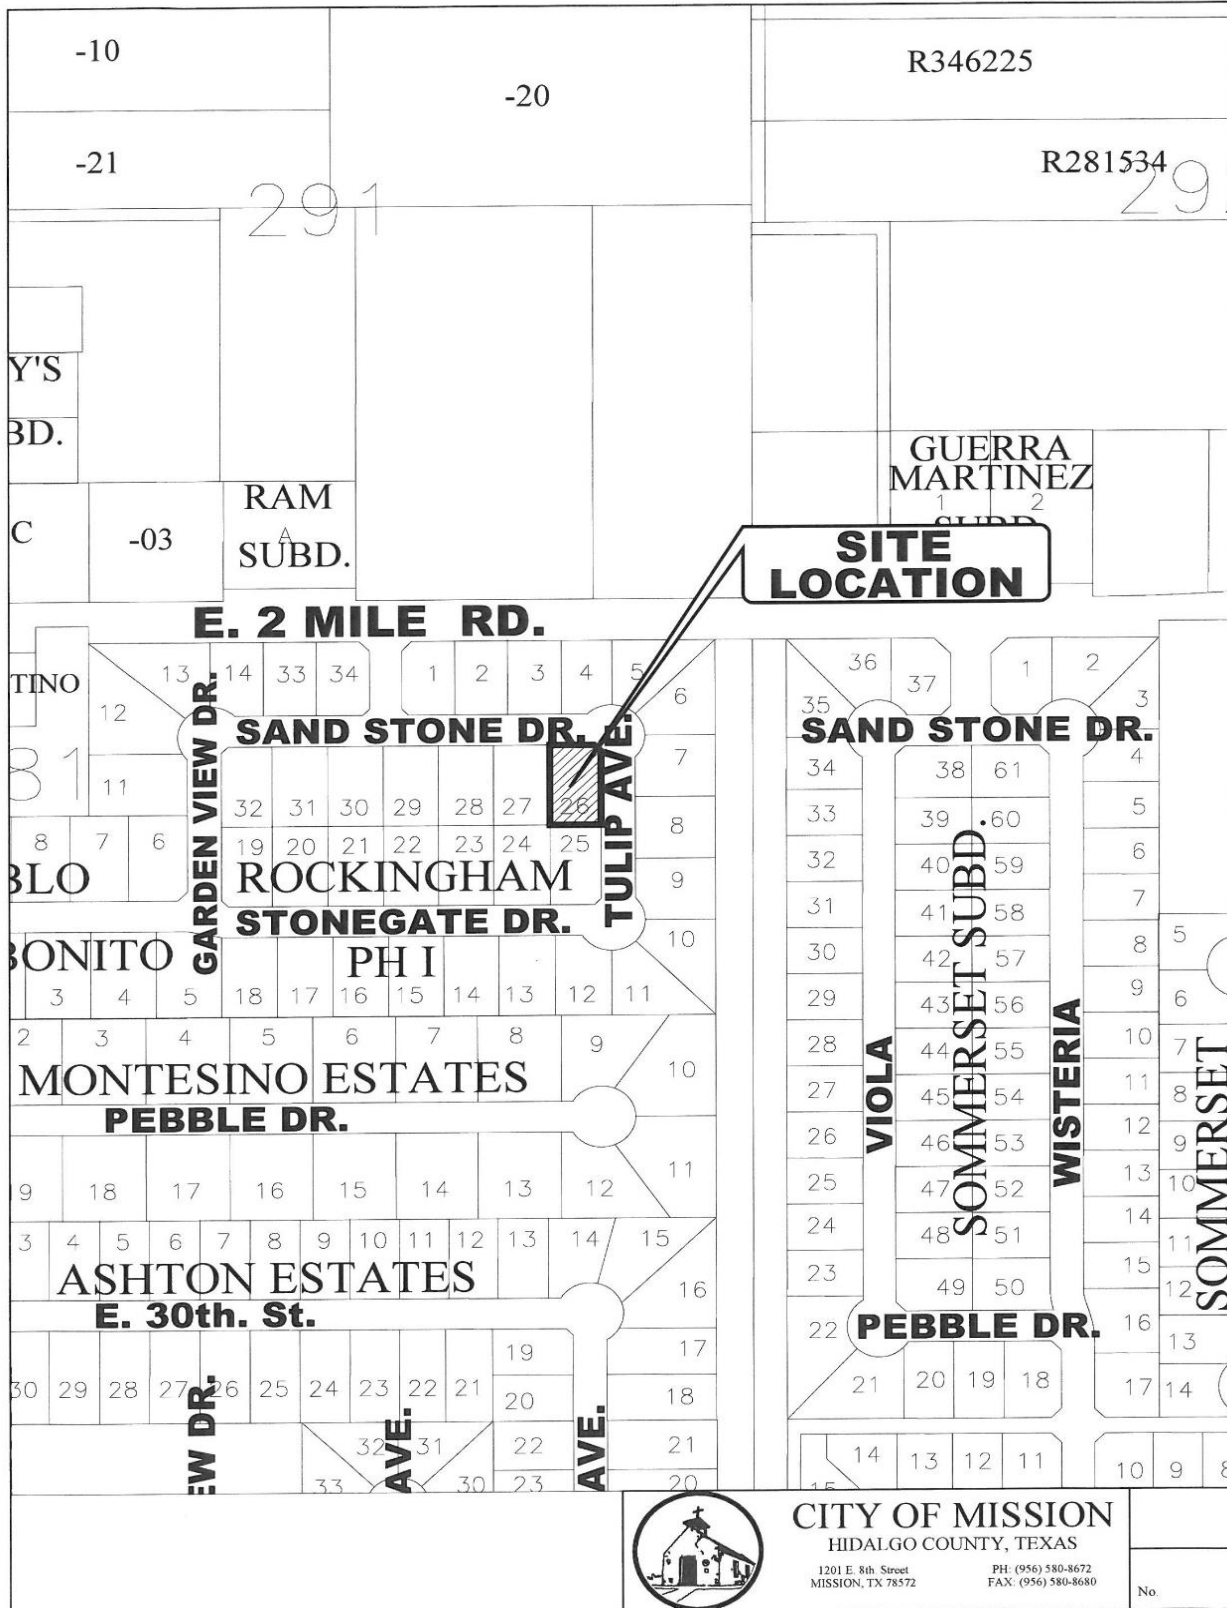 -10
-20
R346225
-21
R281534
291
29
Y'S
BD.
GUERRA
MARTINEZ
1 2
SUBD.
C
-03
RAM
A
SUBD.
SITE
LOCATION
E. 2 MILE RD.
13 14 33 34 1 2 3 4 5 6
36 37 1 2 3
TINO
12
35
SAND STONE DR.
SAND STONE DR.
GARDEN VIEW DR.
TULIP AVE.
81
11
7
34 38 61 4
32 31 30 29 28 27 26
33 39 60 5
8 7 6
19 20 21 22 23 24 25
8
32 40 59 6
BLO
ROCKINGHAM
9
31 41 58 7
STONEGATE DR.
BONITO
PH I
10
30 42 57 8
5
3 4 5 18 17 16 15 14 13 12 11
29 43 56 9
6
2 3 4 5 6 7 8 9
28 44 55 10
7
MONTESINO ESTATES
10
27 45 54 11
8
PEBBLE DR.
VIOLA
SOMMERSET SUBD.
WISTERIA
SOMMERSET
26 46 53 12
9
11
25 47 52 13
10
19 18 17 16 15 14 13 12
24 48 51 14
11
3 4 5 6 7 8 9 10 11 12 13 14 15
23 49 50 15
12
ASHTON ESTATES
16
E. 30th. St.
22
PEBBLE DR.
16
13
19
17
30 29 28 27 26 25 24 23 22 21
20
18
21 20 19 18
17 14
EW DR.
AVE.
AVE.
32 31
22
21
14 13 12 11
10 9 8
33
30
23
20
15
CITY OF MISSION
HIDALGO COUNTY, TEXAS
1201 E. 8th. Street
MISSION, TX 78572
PH: (956) 580-8672
FAX: (956) 580-8680
No.